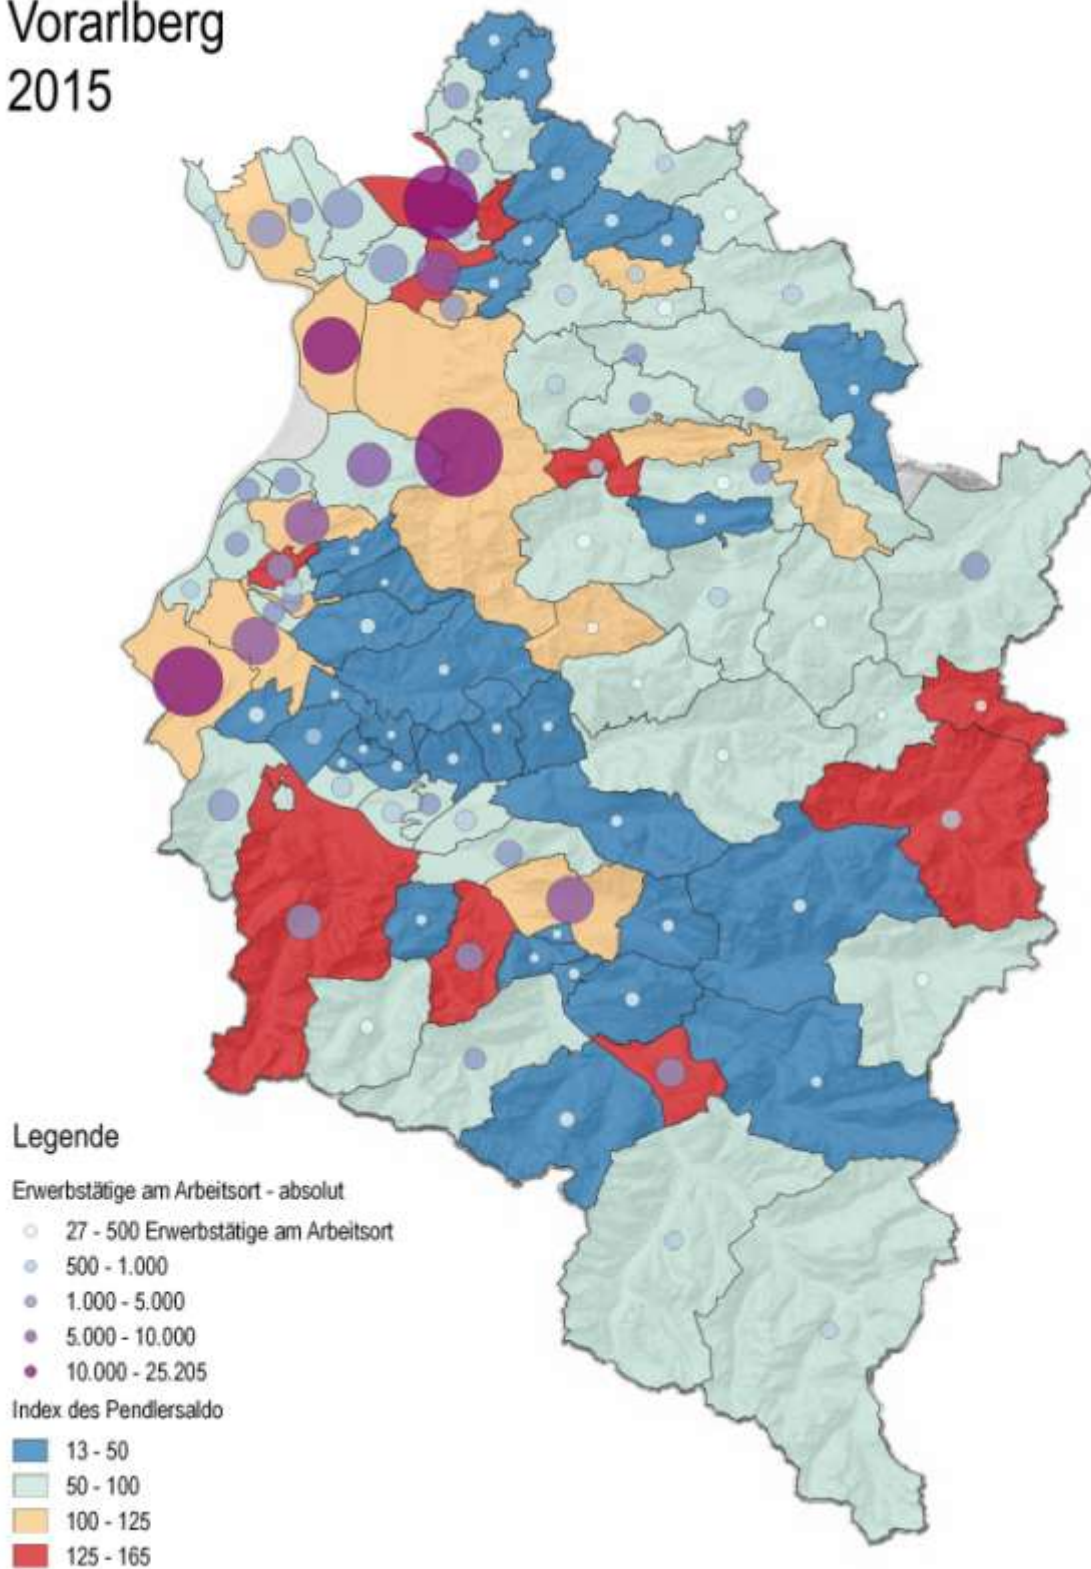 Vorarlberg
2015
Legende
Erwerbstätige am Arbeitsort - absolut
27 - 500 Erwerbstätige am Arbeitsort
500 - 1.000
1.000 - 5.000
5.000 - 10.000
10.000 - 25.205
Index des Pendlersaldo
13 - 50
50 - 100
100 - 125
125 - 165